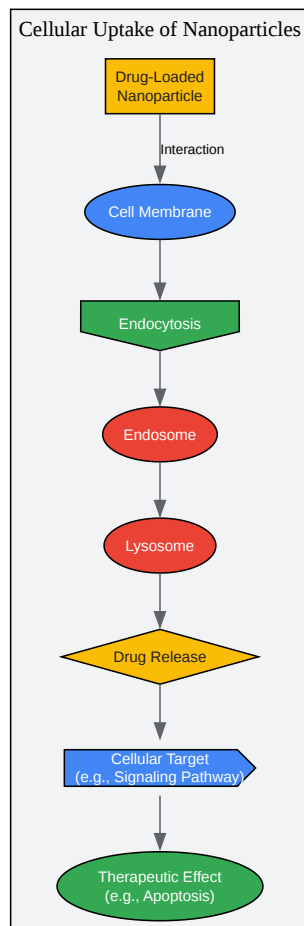 Cellular Uptake of Nanoparticles
Drug-Loaded
Nanoparticle
Interaction
Cell Membrane
Endocytosis
Endosome
Lysosome
Drug Release
Cellular Target
(e.g., Signaling Pathway)
Therapeutic Effect
(e.g., Apoptosis)